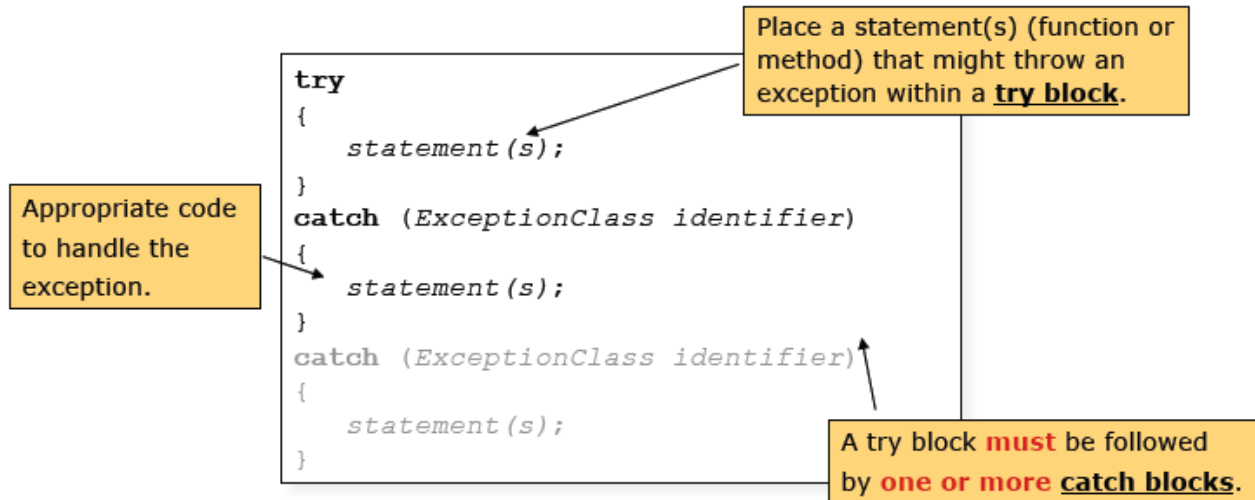 Place a statement(s) (function or
method) that might throw an
exception within a try block.
try
{
statement(s);
}
Appropriate code
to handle the
exception.
catch (ExceptionClass identifier)
{
statement(s);
}
catch (ExceptionClass identifier)
{
statement(s);
}
A try block must be followed
by one or more catch blocks.